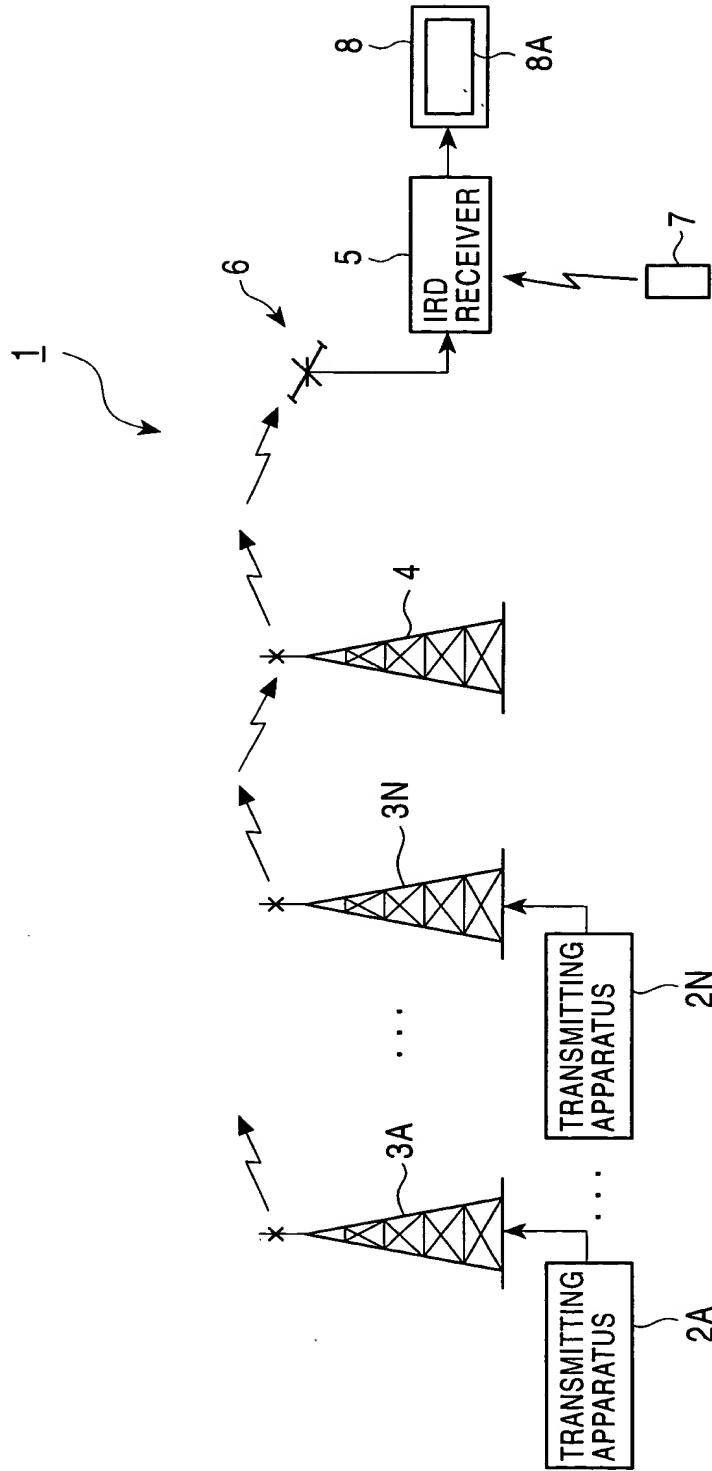 1
6
8
8A
5
IRD
RECEIVER
7
4
3N
3A
...
TRANSMITTING
APPARATUS
2A
...
TRANSMITTING
APPARATUS
2N